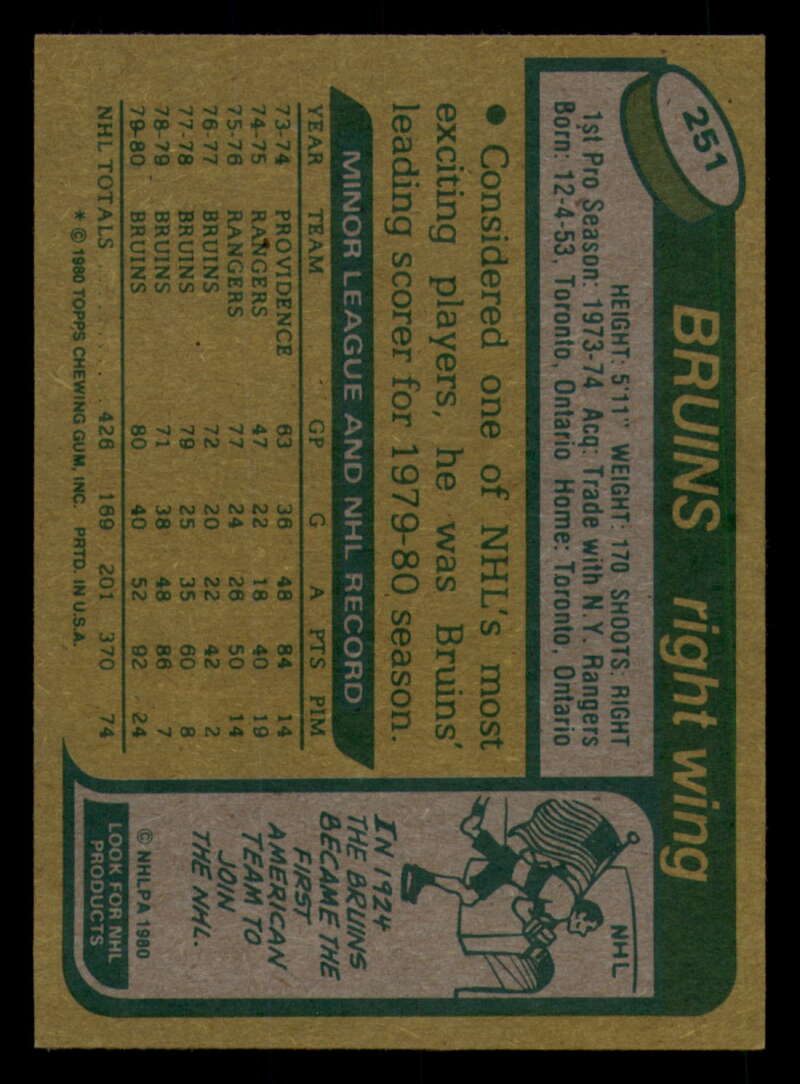 251
BRUINS right wing
HEIGHT: 5'11" WEIGHT: 170 SHOOTS: RIGHT
1st Pro Season: 1973-74 Acq: Trade with N.Y. Rangers
Born: 12-4-53, Toronto, Ontario Home: Toronto, Ontario
• Considered one of NHL's most
exciting players, he was Bruins'
leading scorer for 1979-80 season.
MINOR LEAGUE AND NHL RECORD
YEAR TEAM GP G A PTS PIM
73-74 PROVIDENCE 63 36 48 84 14
74-75 RANGERS 47 22 18 40 19
75-76 RANGERS 77 24 26 50 14
76-77 BRUINS 72 20 22 42 2
77-78 BRUINS 79 25 35 60 8
78-79 BRUINS 71 38 48 86 7
79-80 BRUINS 80 40 52 92 24
NHL TOTALS 426 169 201 370 74
* © 1980 TOPPS CHEWING GUM, INC. PRTD. IN U.S.A.
NHL
IN 1924
THE BRUINS
BECAME THE
FIRST
AMERICAN
TEAM TO
JOIN
THE NHL.
© NHLPA 1980
LOOK FOR NHL
PRODUCTS